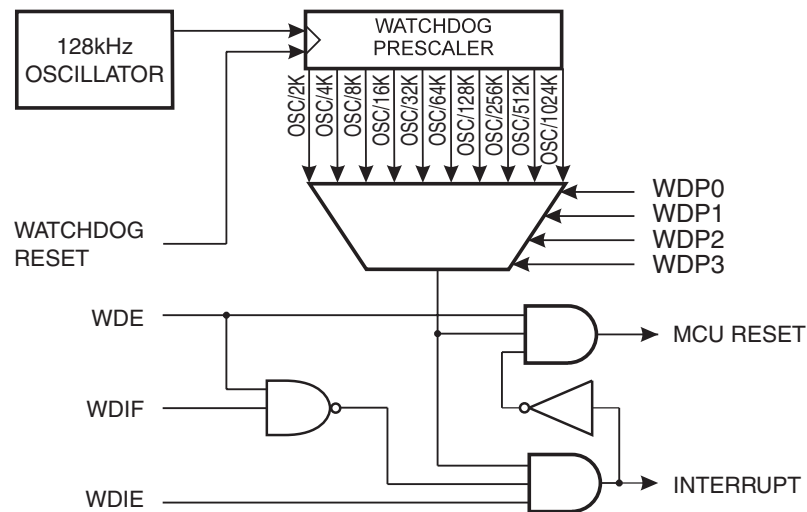 128kHz
OSCILLATOR
WATCHDOG
PRESCALER
OSC/2K
OSC/4K
OSC/8K
OSC/16K
OSC/32K
OSC/64K
OSC/128K
OSC/256K
OSC/512K
OSC/1024K
WDP0
WDP1
WDP2
WDP3
WATCHDOG
RESET
WDE
MCU RESET
WDIF
WDIE
INTERRUPT